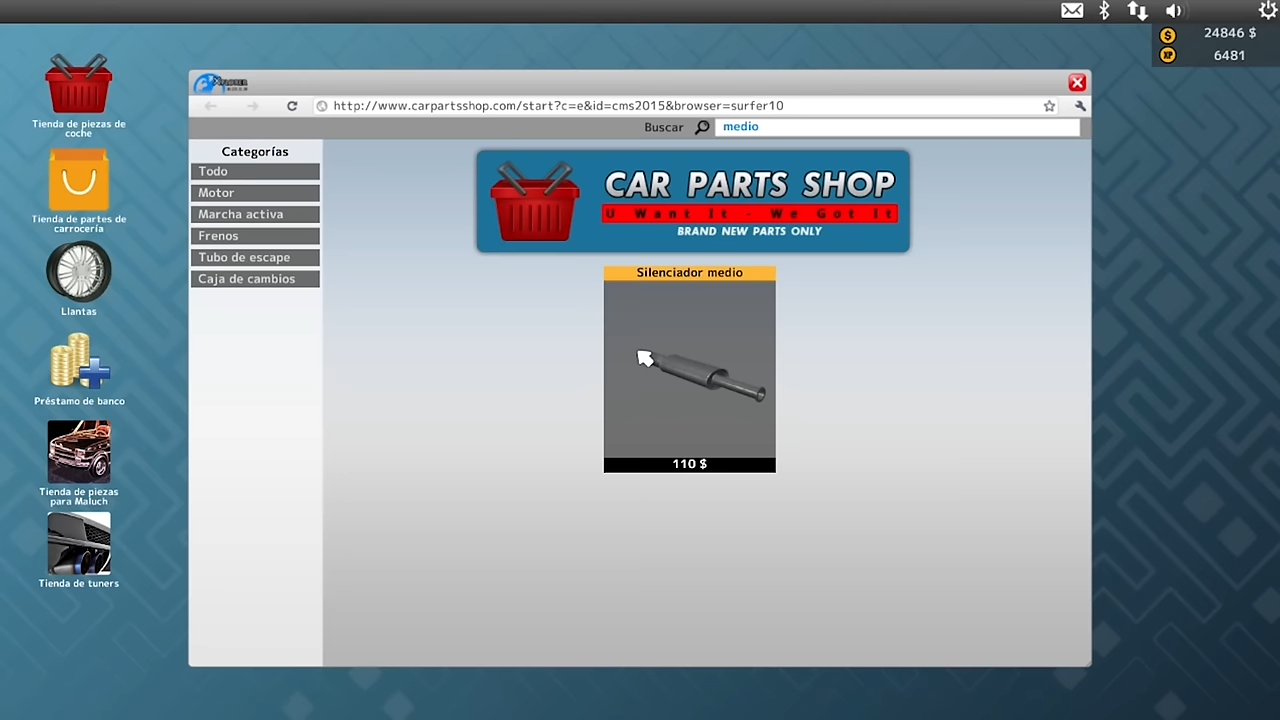 24846 $
6481
Tienda de piezas de
coche
Tienda de partes de
carrocería
Llantas
Préstamo de banco
Tienda de piezas
para Maluch
Tienda de tuners
http://www.carpartsshop.com/start?c=e&id=cms2015&browser=surfer10
Buscar medio
Categorías
Todo
Motor
Marcha activa
Frenos
Tubo de escape
Caja de cambios
CAR PARTS SHOP
U Want It - We Got It
BRAND NEW PARTS ONLY
Silenciador medio
110 $